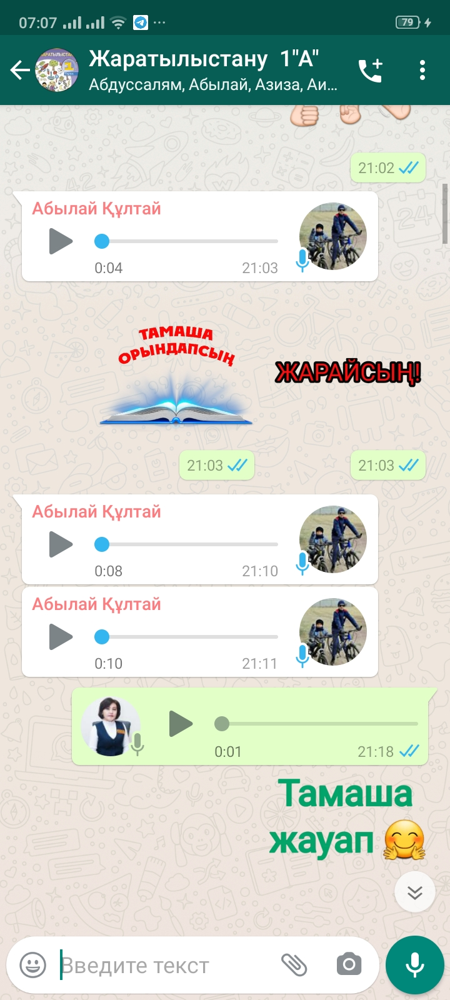 07:07
79
Жаратылыстану 1"А"
Абдуссалям, Абылай, Азиза, Аи...
21:02
Абылай Құлтай
0:04 21:03
ТАМАША
ОРЫНДАПСЫҢ
ЖАРАЙСЫҢ!
21:03 21:03
Абылай Құлтай
0:08 21:10
Абылай Құлтай
0:10 21:11
0:01 21:18
Тамаша
жауап
Введите текст